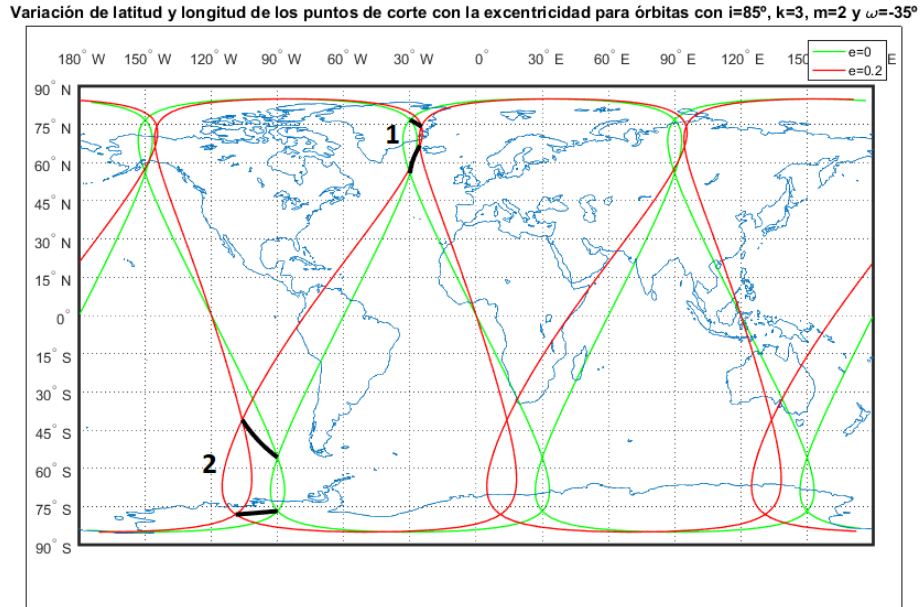 Variación de latitud y longitud de los puntos de corte con la excentricidad para órbitas con i=85º, k=3, m=2 y ω=-35º
180° W 150° W 120° W 90° W 60° W 30° W 0° 30° E 60° E 90° E 120° E 15 E
e=0
e=0.2
90° N
75° N
1
60° N
45° N
30° N
15° N
0°
15° S
30° S
45° S
2
60° S
75° S
90° S